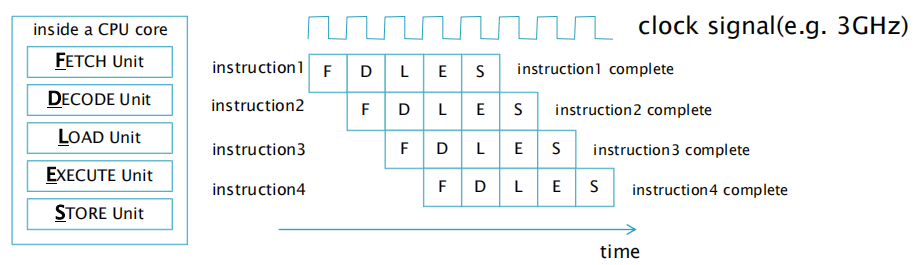 inside a CPU core
FETCH Unit
DECODE Unit
LOAD Unit
EXECUTE Unit
STORE Unit
clock signal(e.g. 3GHz)
instruction1 F D L E S instruction1 complete
instruction2 F D L E S instruction2 complete
instruction3 F D L E S instruction3 complete
instruction4 F D L E S instruction4 complete
time